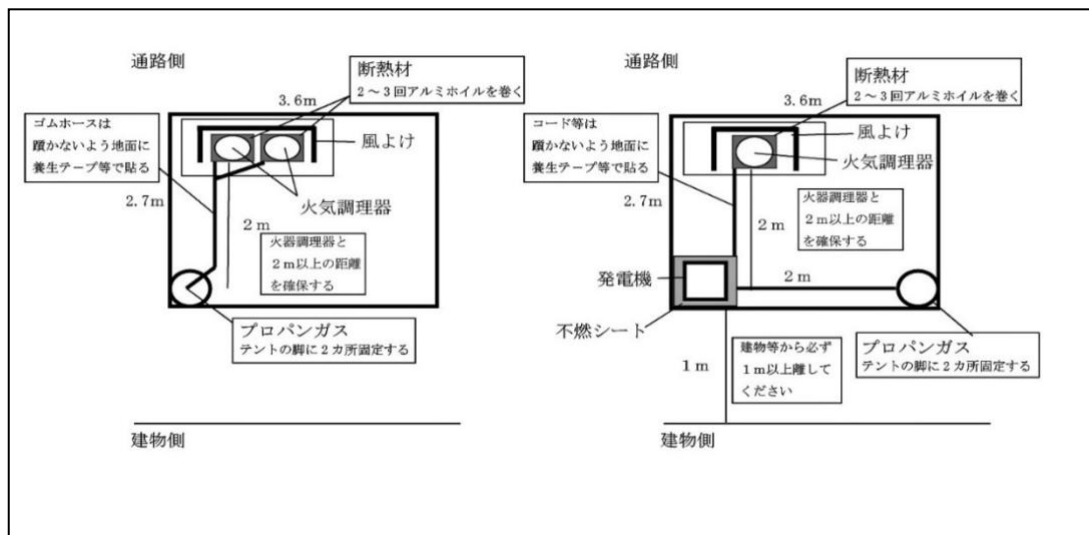 通路側
断熱材
2～3回アルミホイルを巻く
3.6m
ゴムホースは
躓かないよう地面に
養生テープ等で貼る
風よけ
火気調理器
2.7m
2m
火器調理器と
2m以上の距離
を確保する
プロパンガス
テントの脚に2カ所固定する
建物側
通路側
断熱材
2～3回アルミホイルを巻く
3.6m
コード等は
躓かないよう地面に
養生テープ等で貼る
風よけ
火気調理器
2.7m
2m
火器調理器と
2m以上の距離
を確保する
発電機
2m
不燃シート
プロパンガス
テントの脚に2カ所固定する
1m
建物等から必ず
1m以上離して
ください
建物側